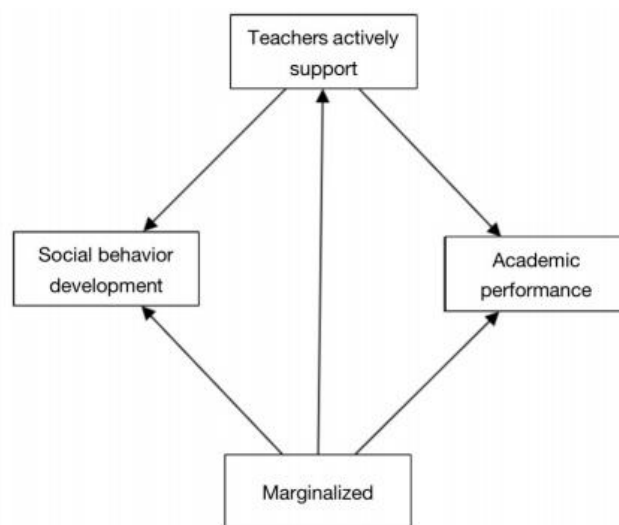 Teachers actively
support
Social behavior
development
Academic
performance
Marginalized